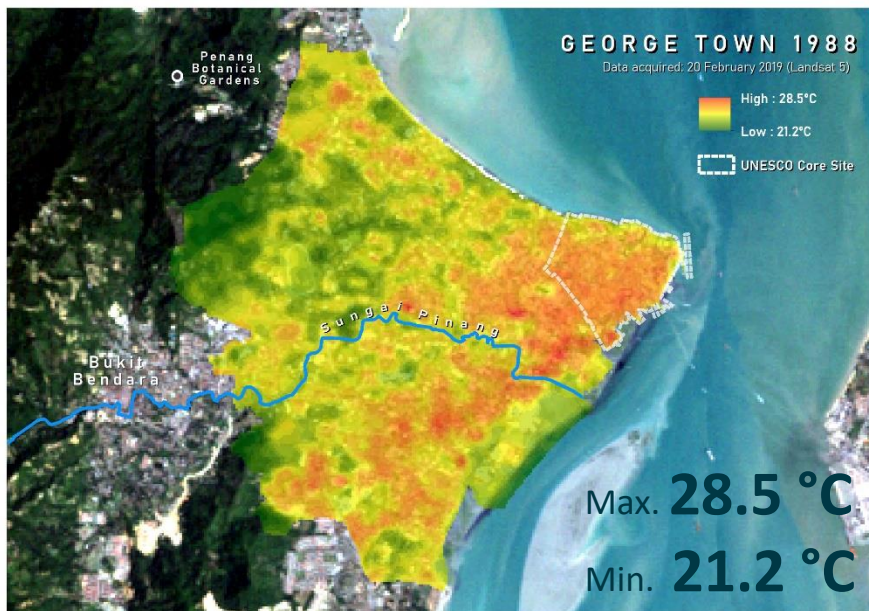 GEORGE TOWN 1988
Data acquired: 20 February 2019 (Landsat 5)
High : 28.5°C
Low : 21.2°C
UNESCO Core Site
Penang
Botanical
Gardens
Sungai Pinang
Bukit
Bendara
Max. 28.5 °C
Min. 21.2 °C